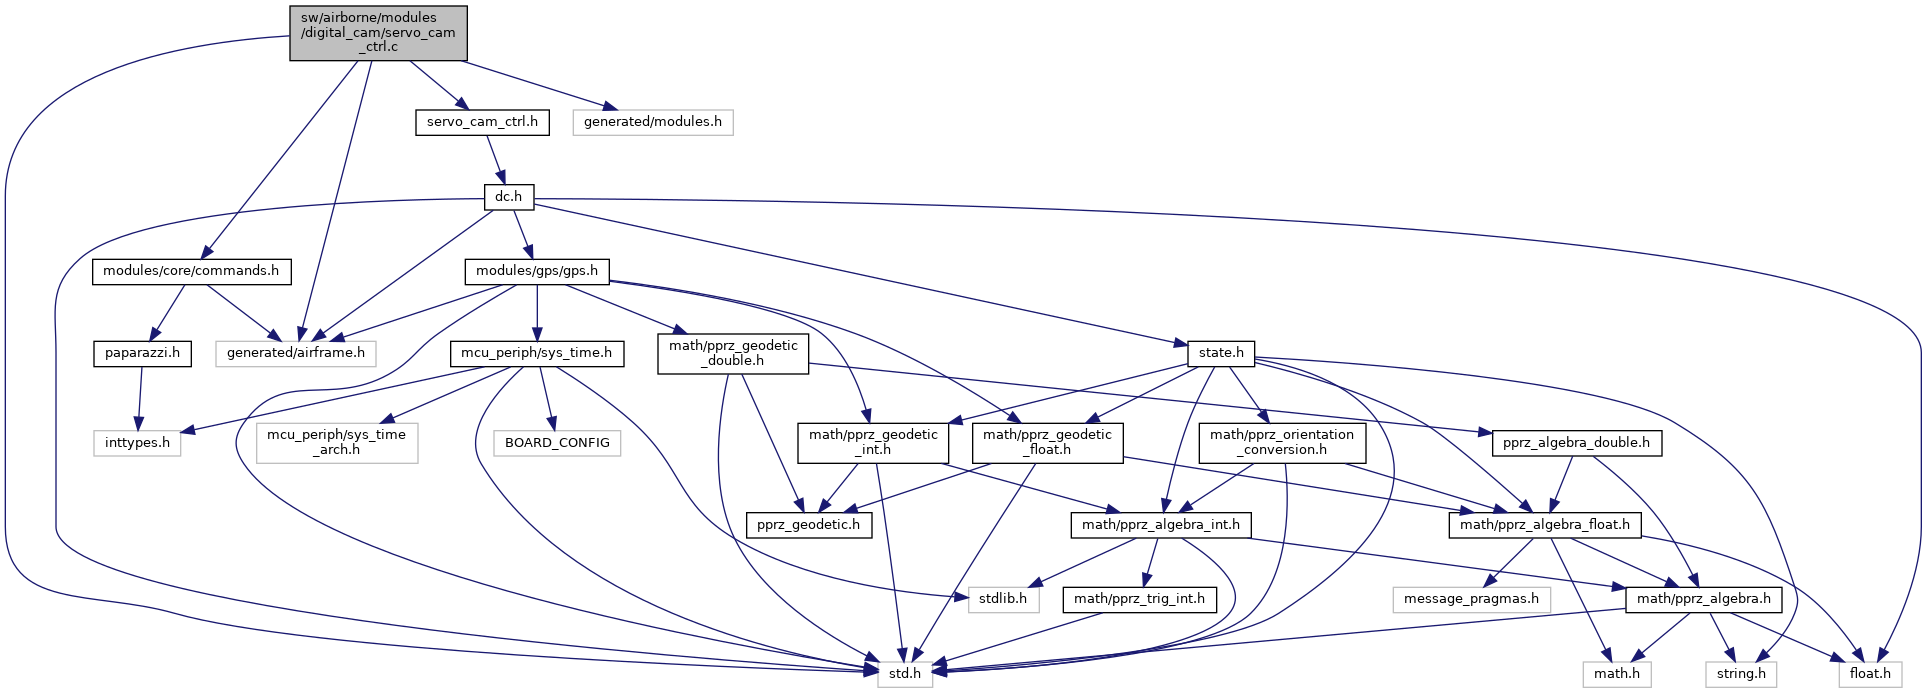 sw/airborne/modules
/digital_cam/servo_cam
_ctrl.c
servo_cam_ctrl.h
generated/modules.h
dc.h
modules/core/commands.h
modules/gps/gps.h
paparazzi.h
generated/airframe.h
mcu_periph/sys_time.h
math/pprz_geodetic
_double.h
state.h
inttypes.h
mcu_periph/sys_time
_arch.h
BOARD_CONFIG
math/pprz_geodetic
_int.h
math/pprz_geodetic
_float.h
math/pprz_orientation
_conversion.h
pprz_algebra_double.h
pprz_geodetic.h
math/pprz_algebra_int.h
math/pprz_algebra_float.h
stdlib.h
math/pprz_trig_int.h
message_pragmas.h
math/pprz_algebra.h
std.h
math.h
string.h
float.h